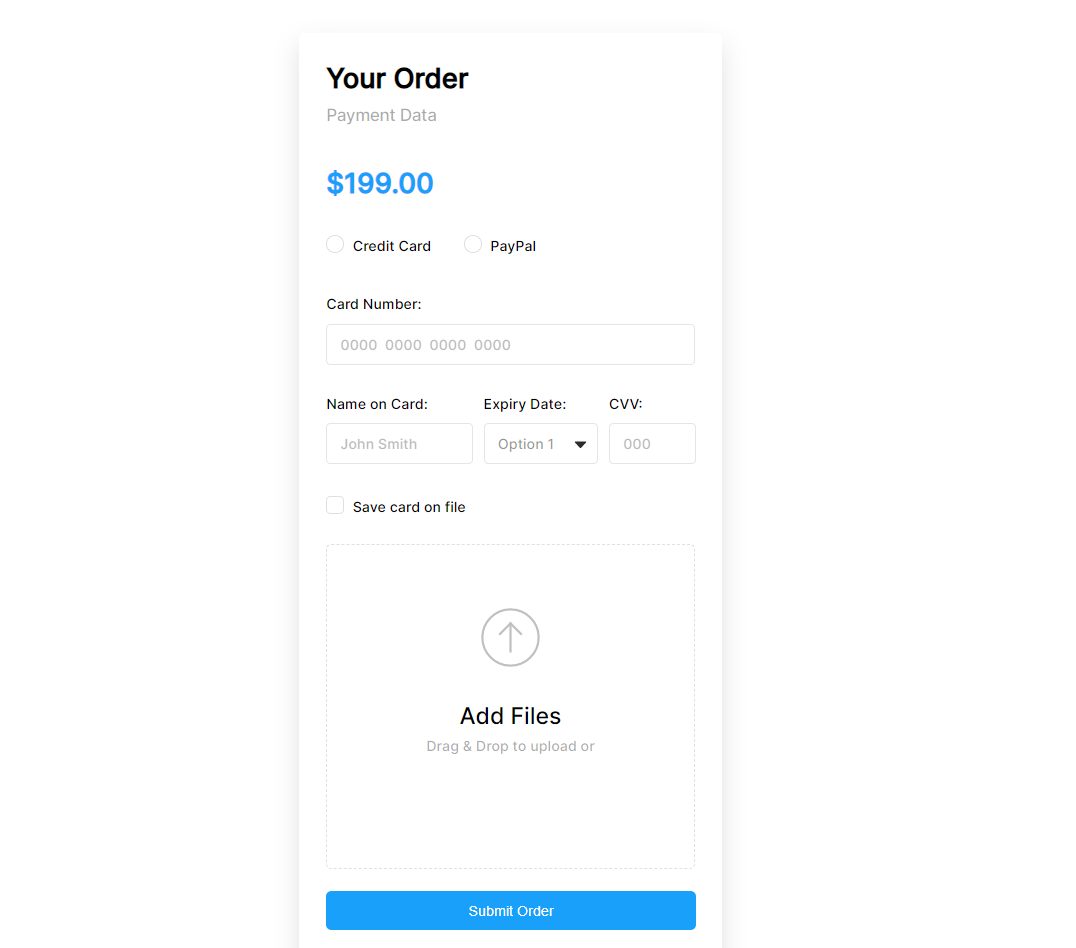 Your Order
Payment Data
$199.00
Credit Card PayPal
Card Number:
0000 0000 0000 0000
Name on Card: Expiry Date: CVV:
John Smith Option 1 000
Save card on file
Add Files
Drag & Drop to upload or
Submit Order